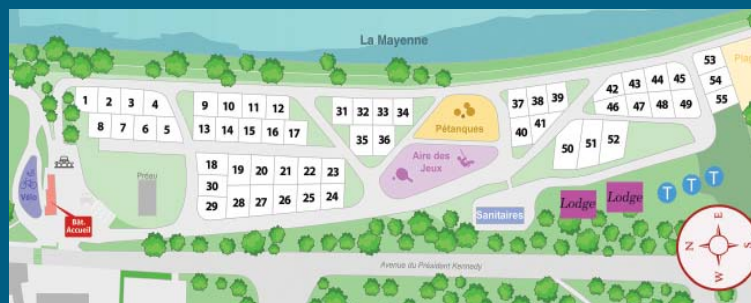 La Mayenne
1 2 3 4
8 7 6 5
9 10 11 12
13 14 15 16 17
31 32 33 34
35 36
Pétanques
37 38 39
40 41
42 43 44 45
46 47 48 49
53
54
55
50 51 52
18 19 20 21 22 23
30
29 28 27 26 25 24
Aire des
Jeux
Préau
Vélo
Bât.
Accueil
Sanitaires
Lodge
Lodge
T T T
Avenue du Président Kennedy
N E S W